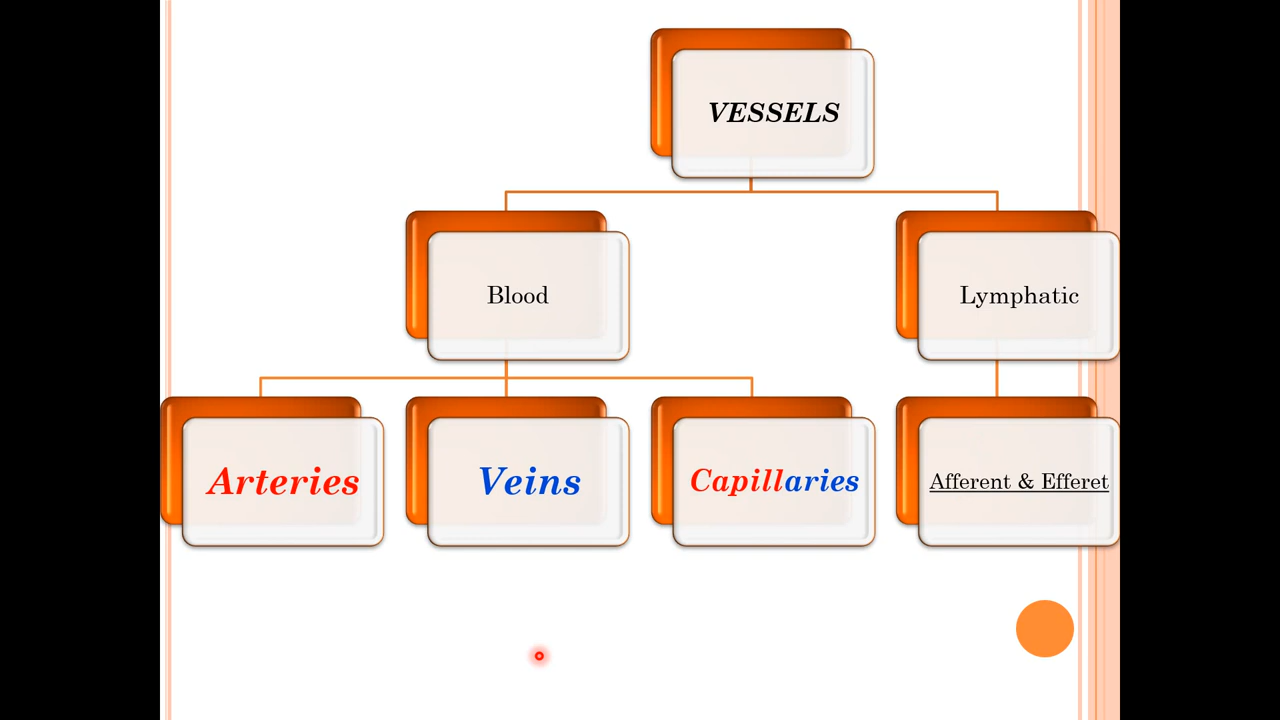 VESSELS
Blood
Lymphatic
Arteries
Veins
Capillaries
Afferent & Efferet